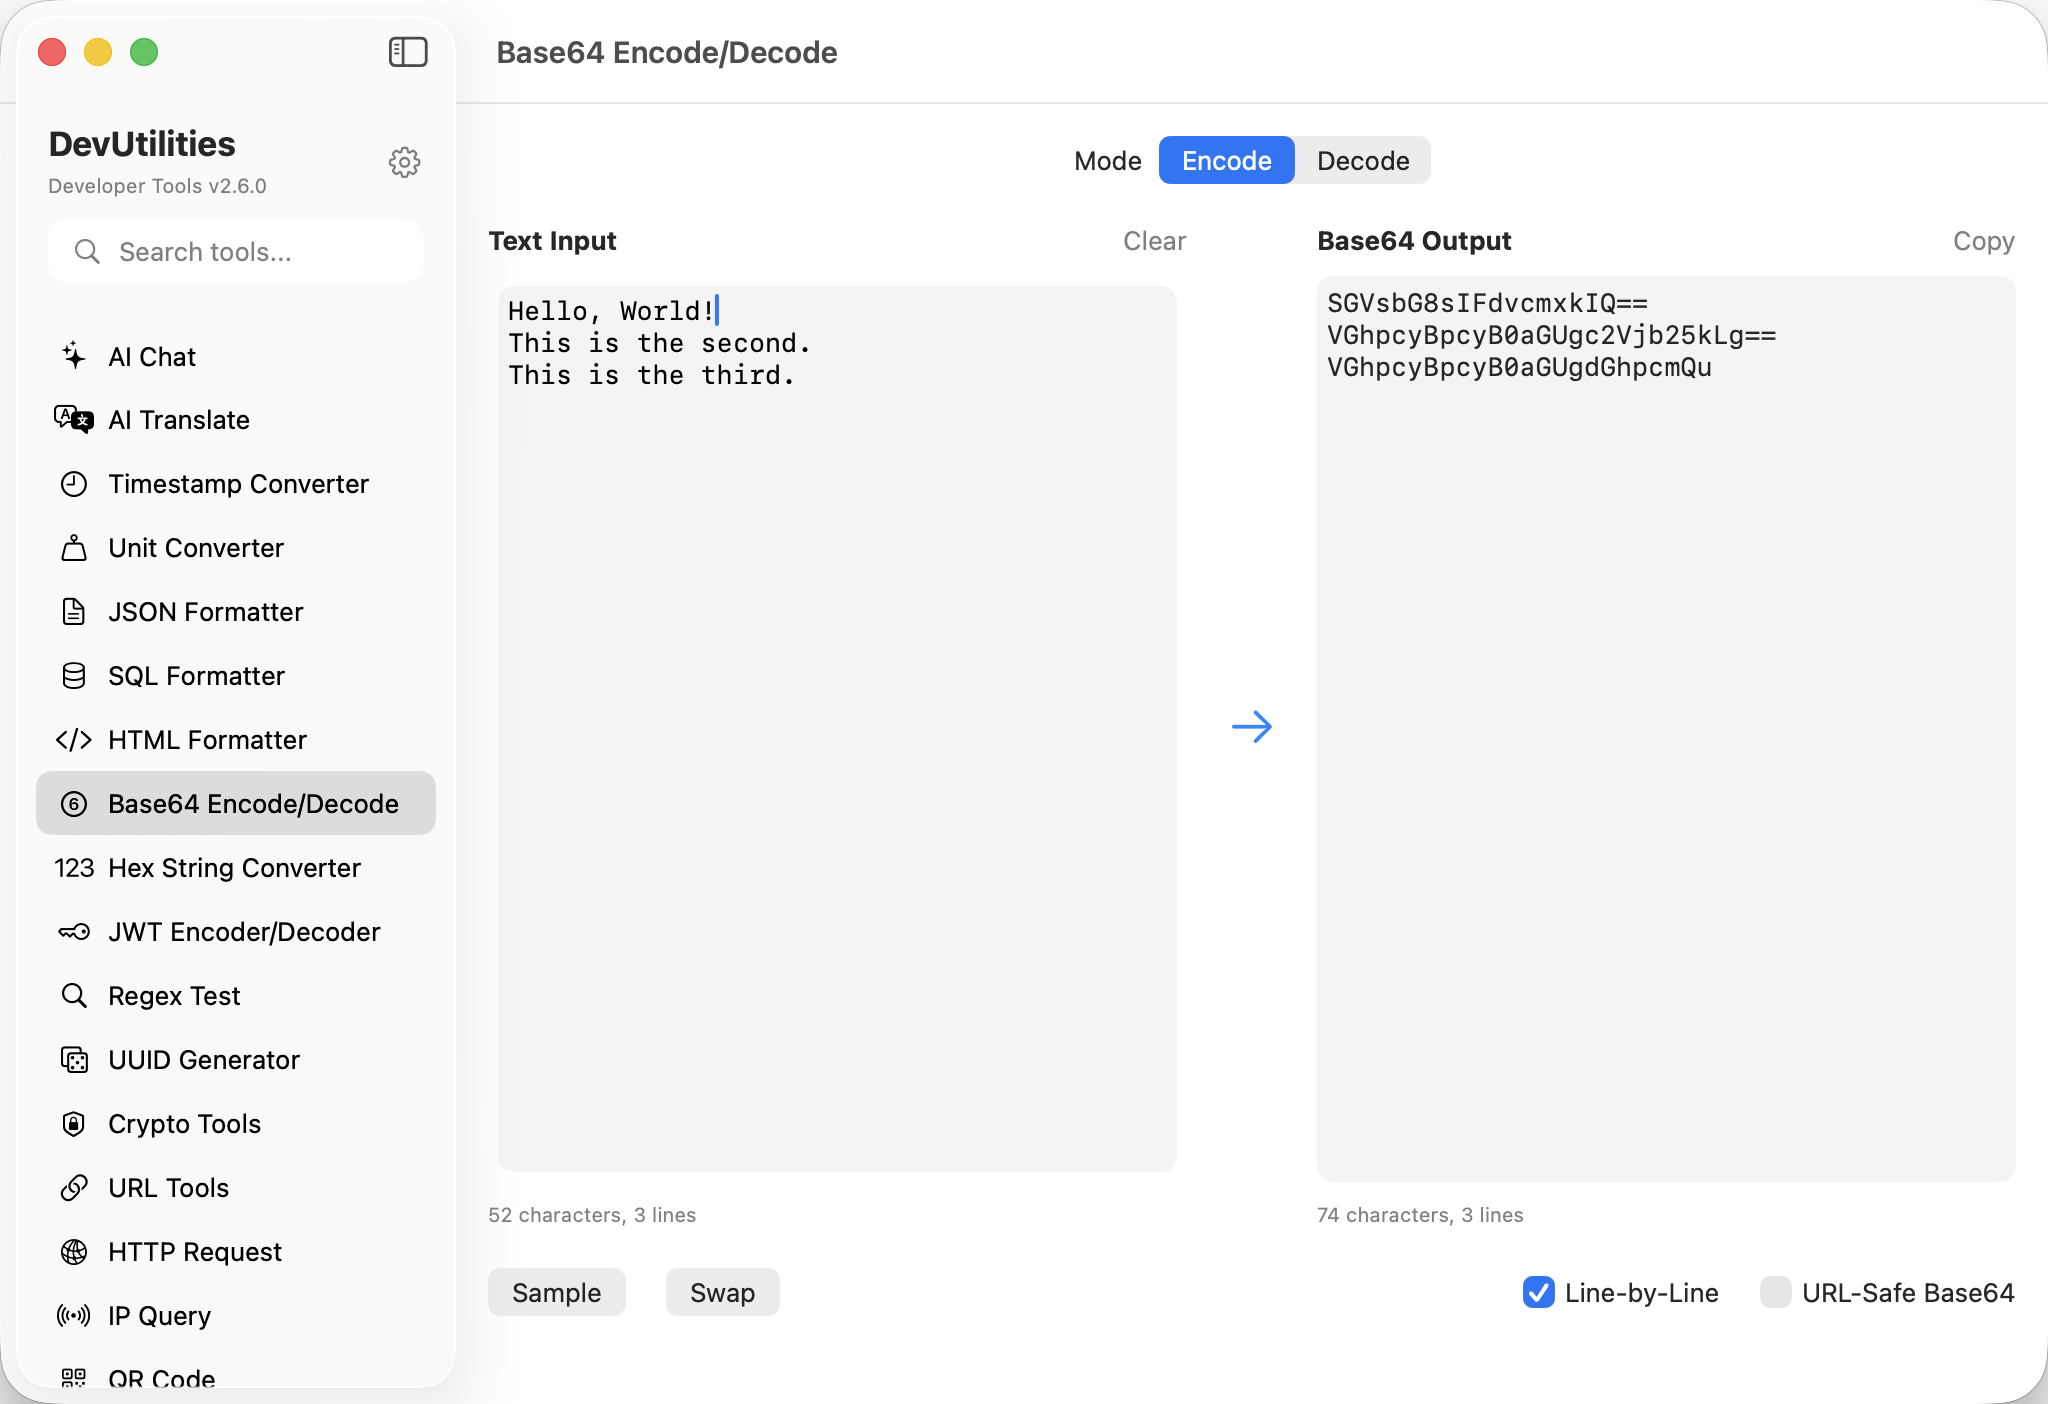 Base64 Encode/Decode
DevUtilities
Developer Tools v2.6.0
Search tools...
AI Chat
AI Translate
Timestamp Converter
Unit Converter
JSON Formatter
SQL Formatter
HTML Formatter
Base64 Encode/Decode
123 Hex String Converter
JWT Encoder/Decoder
Regex Test
UUID Generator
Crypto Tools
URL Tools
HTTP Request
IP Query
QR Code
Mode Encode Decode
Text Input Clear
Hello, World!
This is the second.
This is the third.
52 characters, 3 lines
Sample Swap
Base64 Output Copy
SGVsbG8sIFdvcmxkIQ==
VGhpcyBpcyB0aGUgc2Vjb25kLg==
VGhpcyBpcyB0aGUgdGhpcmQu
74 characters, 3 lines
Line-by-Line URL-Safe Base64